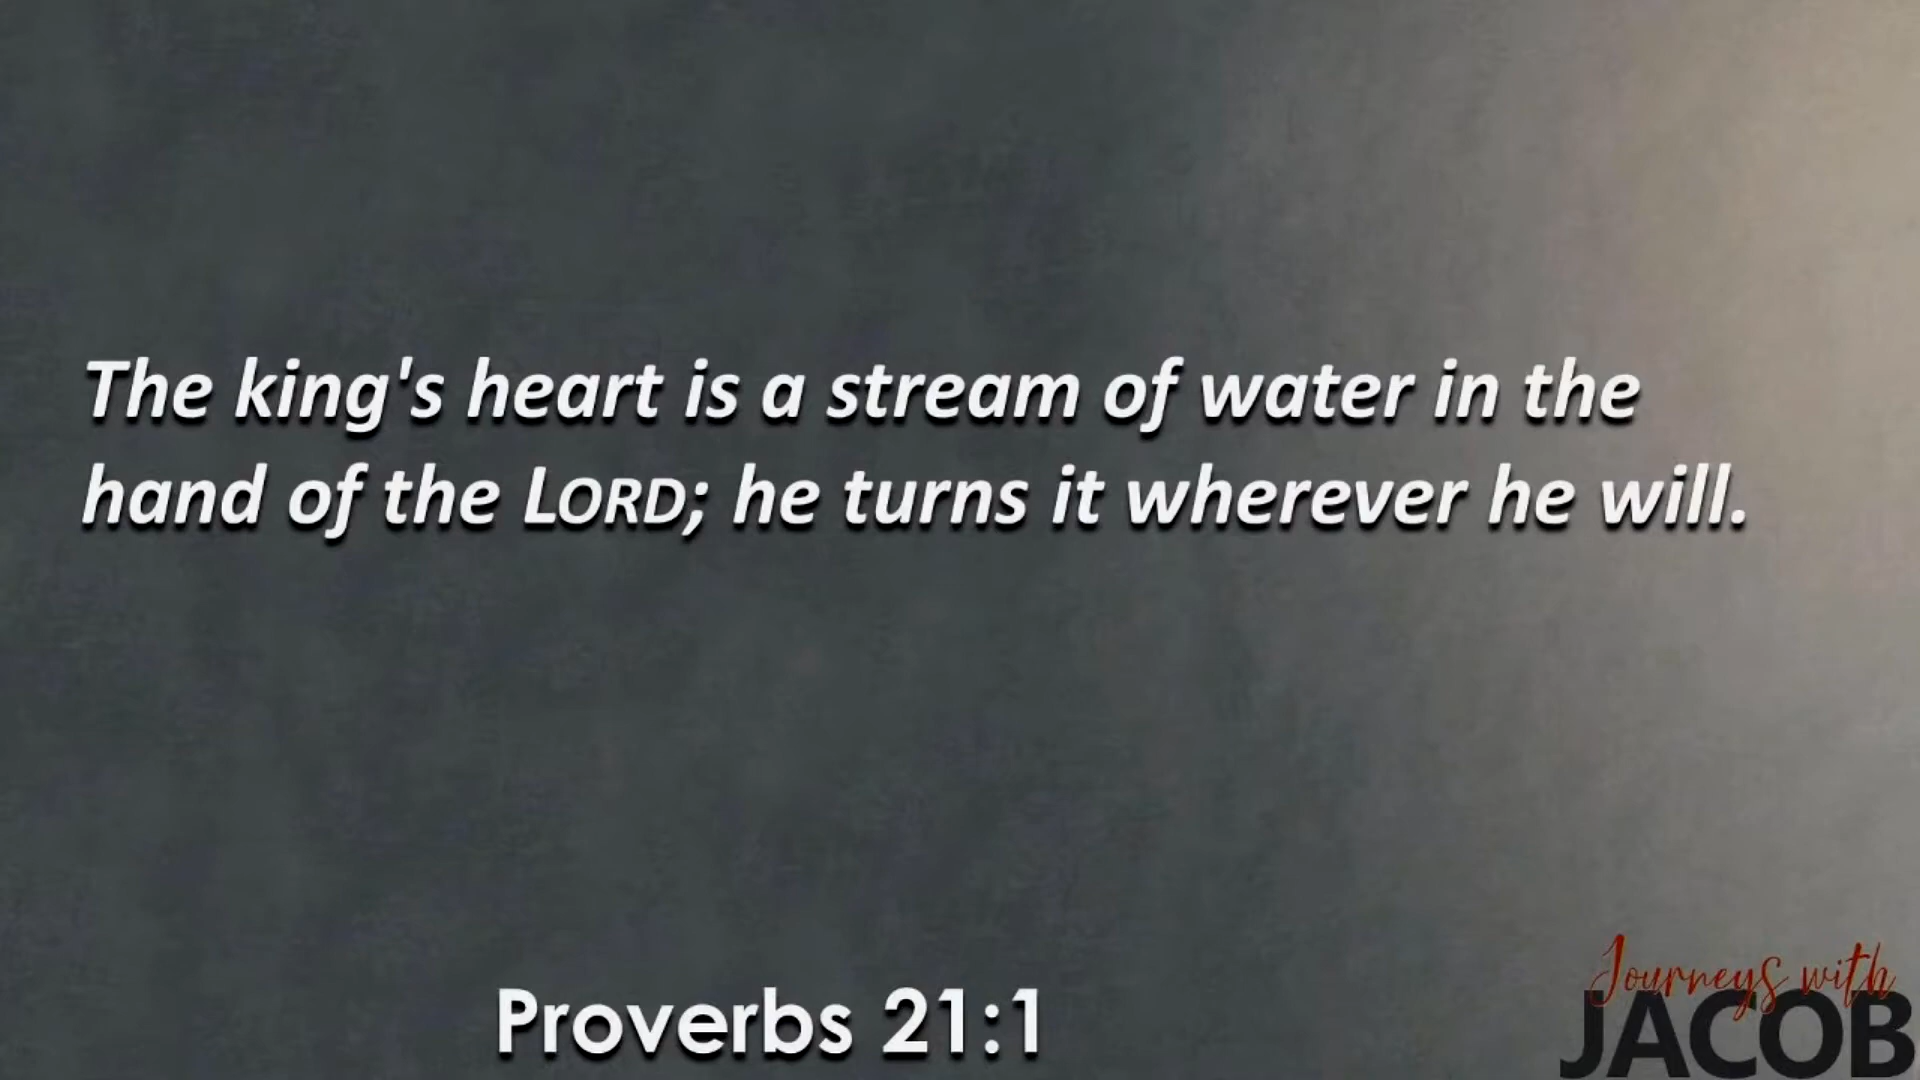 The king's heart is a stream of water in the
hand of the LORD; he turns it wherever he will.
Proverbs 21:1
Journeys with
JACOB